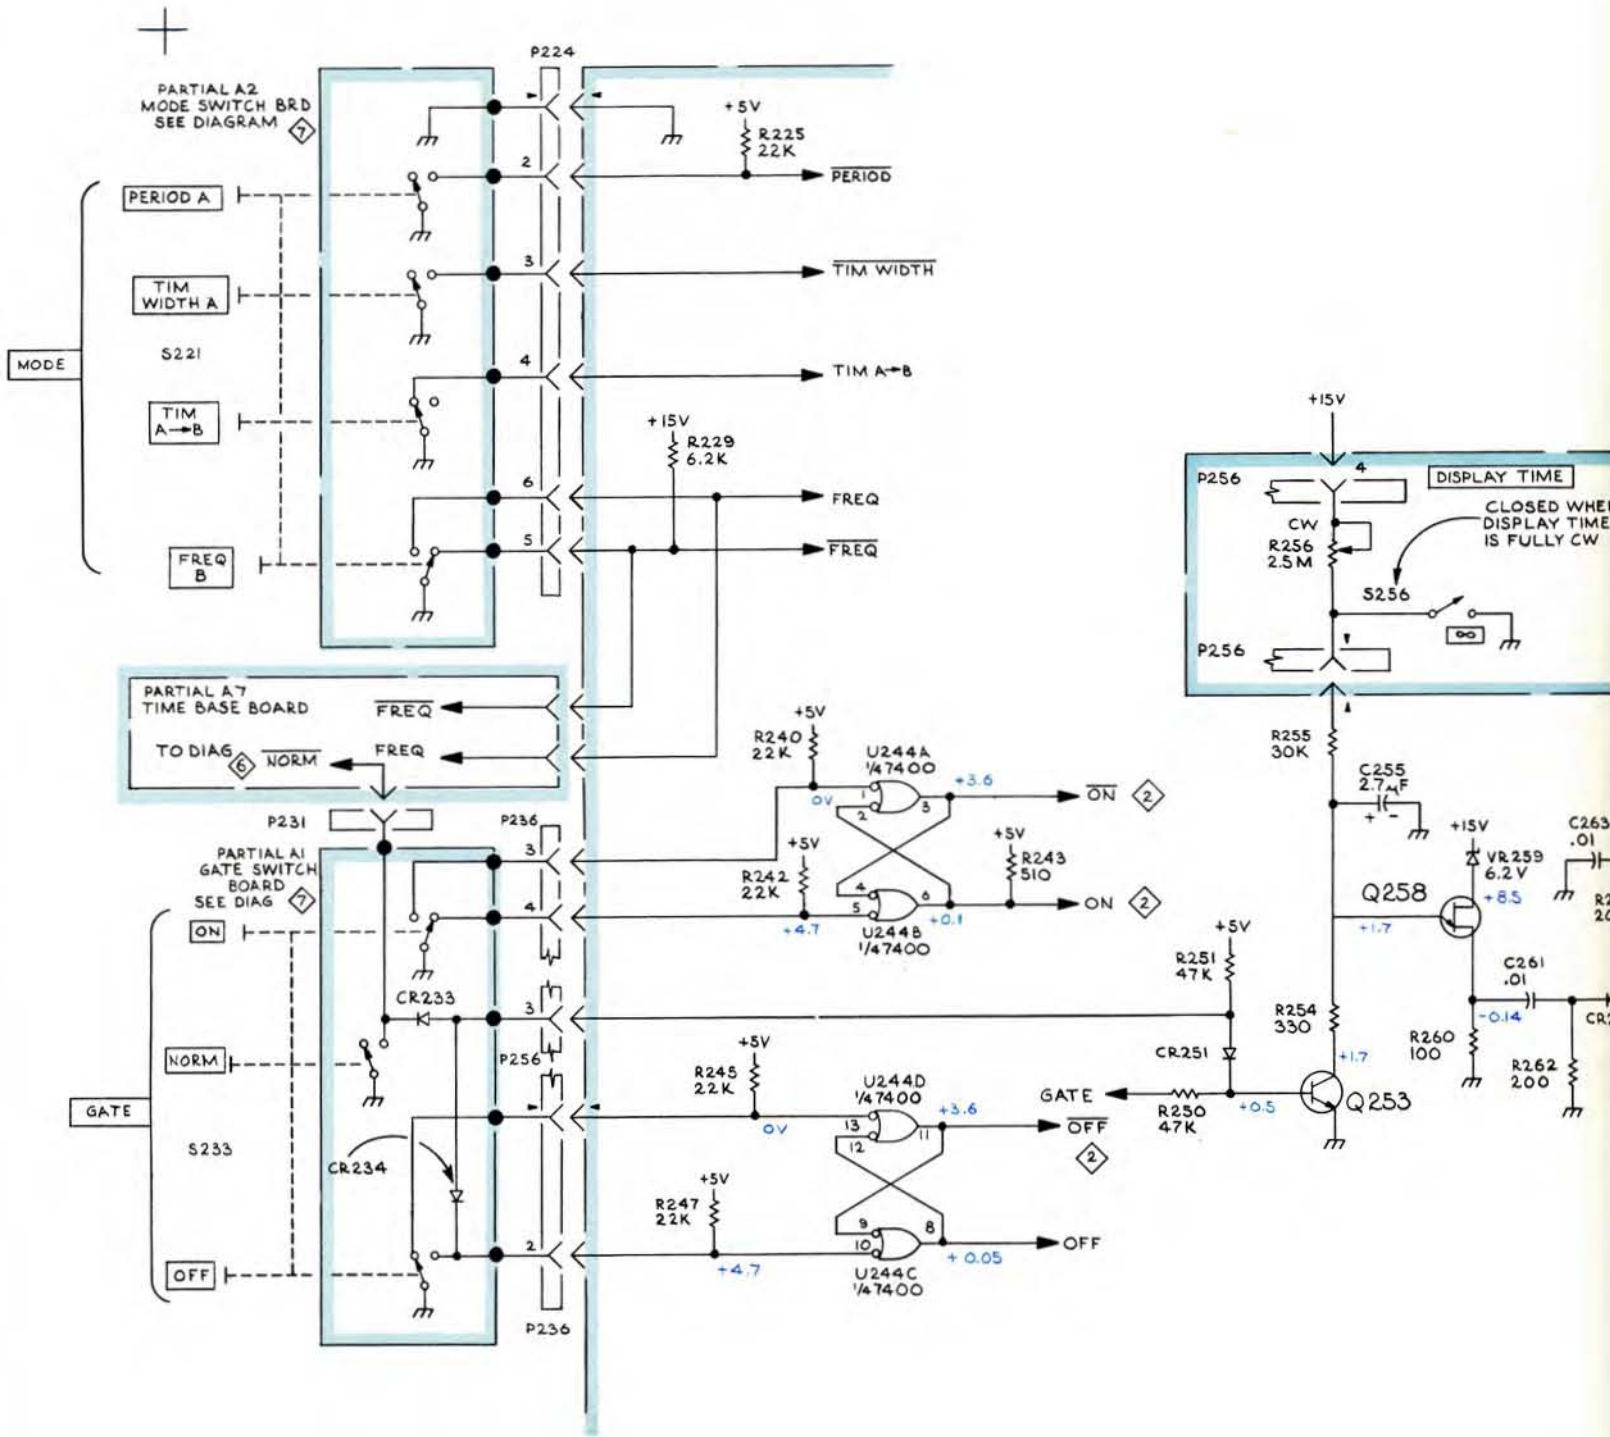 P224
PARTIAL A2
MODE SWITCH BRD
SEE DIAGRAM 7
+5V
R225
22K
2
PERIOD
PERIOD A
3
TIM WIDTH
TIM
WIDTH A
S221
MODE
4
TIM A→B
TIM
A→B
+15V
R229
6.2K
6
FREQ
5
FREQ
FREQ
B
+15V
P256
4
DISPLAY TIME
CLOSED WHE
DISPLAY TIME
IS FULLY CW
CW
R256
2.5M
S256
∞
P256
PARTIAL A7
TIME BASE BOARD
FREQ
TO DIAG 6 NORM
FREQ
+5V
R240
22K
U244A
1/47400
+3.6
1
0V
2
3
ON 2
R255
30K
C255
2.7µF
+ -
P231
P236
3
PARTIAL A1
GATE SWITCH
BOARD
SEE DIAG 7
+5V
R242
22K
+5V
R243
510
4
ON
4
5
6
+4.7
+0.1
ON 2
U244B
1/47400
+15V
VR259
6.2V
C263
.01
Q258
+8.5
+1.7
+5V
R251
47K
C261
.01
CR233
3
R254
330
-0.14
P256
NORM
+5V
R245
22K
U244D
1/47400
CR251
+1.7
R260
100
R262
200
GATE
+3.6
13
0V
12
11
OFF
2
GATE
R250
47K
+0.5
Q253
S233
CR234
+5V
R247
22K
9
10
8
2
+4.7
+0.05
OFF
U244C
1/47400
OFF
P236